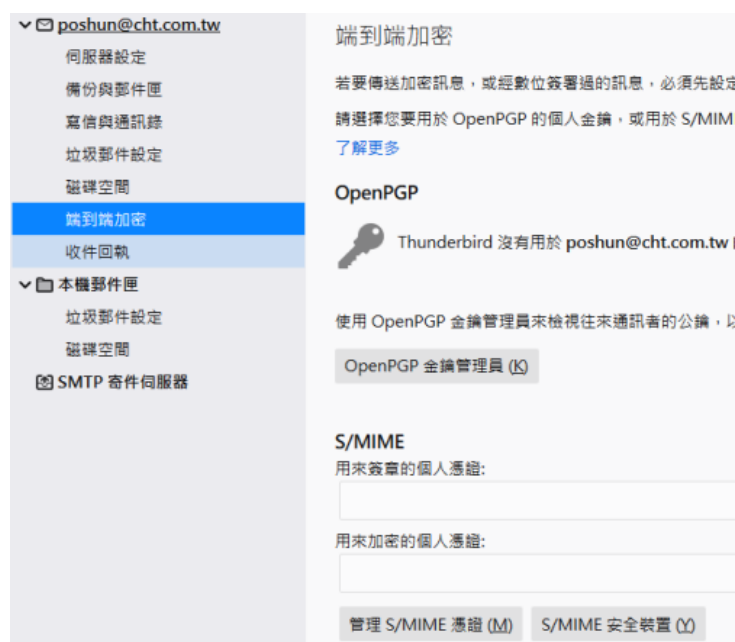 poshun@cht.com.tw
伺服器設定
備份與郵件匣
寫信與通訊錄
垃圾郵件設定
磁碟空間
端到端加密
收件回執
本機郵件匣
垃圾郵件設定
磁碟空間
SMTP 寄件伺服器
端到端加密
若要傳送加密訊息，或經數位簽署過的訊息，必須先設定
請選擇您要用於 OpenPGP 的個人金鑰，或用於 S/MIM
了解更多
OpenPGP
Thunderbird 沒有用於 poshun@cht.com.tw
使用 OpenPGP 金鑰管理員來檢視往來通訊者的公鑰，以
OpenPGP 金鑰管理員 (K)
S/MIME
用來簽章的個人憑證:
用來加密的個人憑證:
管理 S/MIME 憑證 (M)
S/MIME 安全裝置 (Y)